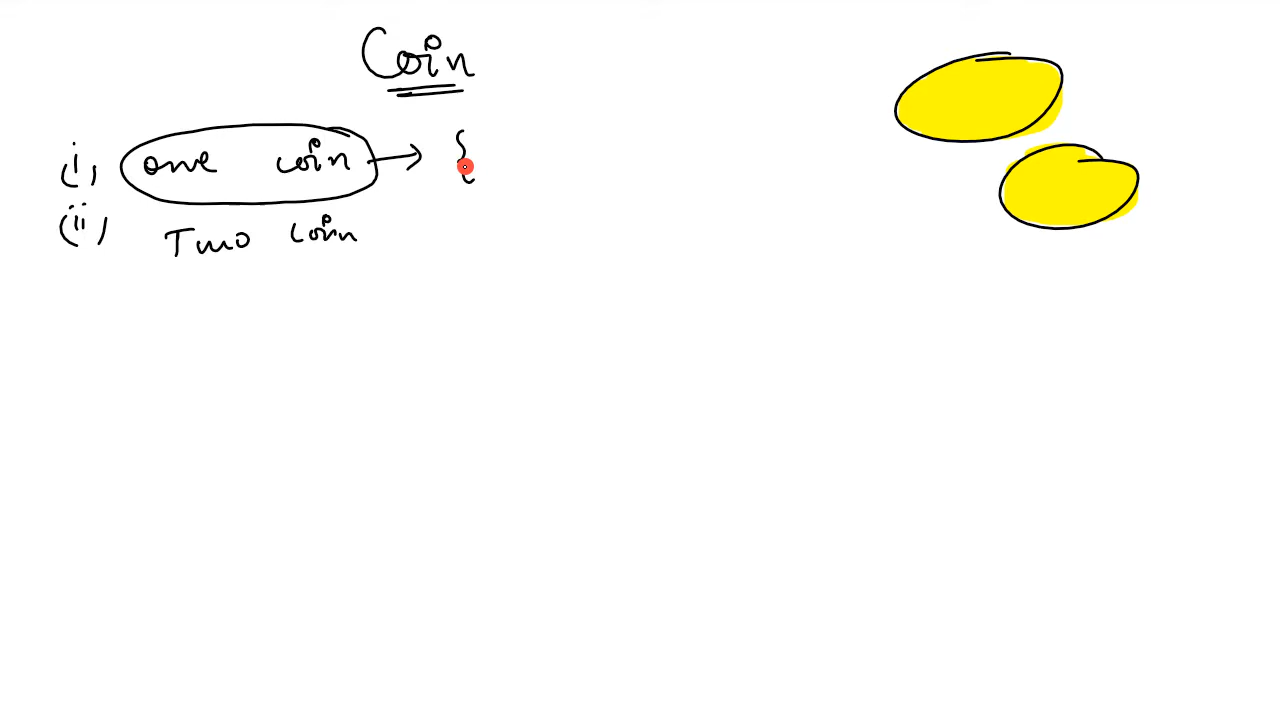 Coin
(i) one coin → {
(ii) Two coin